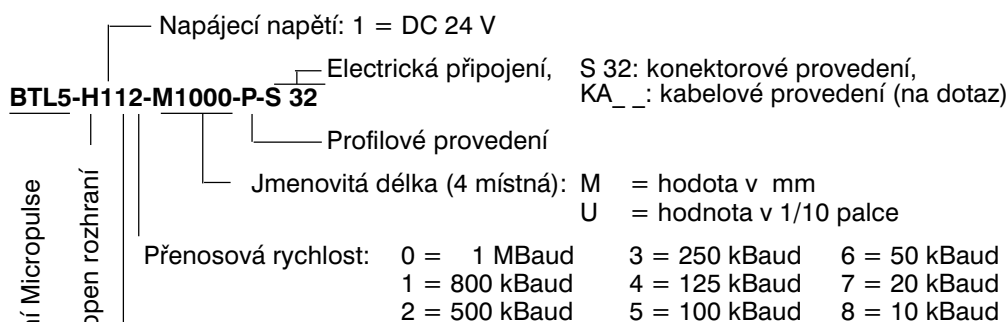 Napájecí napětí: 1 = DC 24 V
Electrická připojení, S 32: konektorové provedení,
BTL5-H112-M1000-P-S 32 KA_ _: kabelové provedení (na dotaz)
Profilové provedení
Jmenovitá délka (4 místná): M = hodota v mm
U = hodnota v 1/10 palce
Přenosová rychlost: 0 = 1 MBaud 3 = 250 kBaud 6 = 50 kBaud
1 = 800 kBaud 4 = 125 kBaud 7 = 20 kBaud
2 = 500 kBaud 5 = 100 kBaud 8 = 10 kBaud
Micropulse
rozhraní